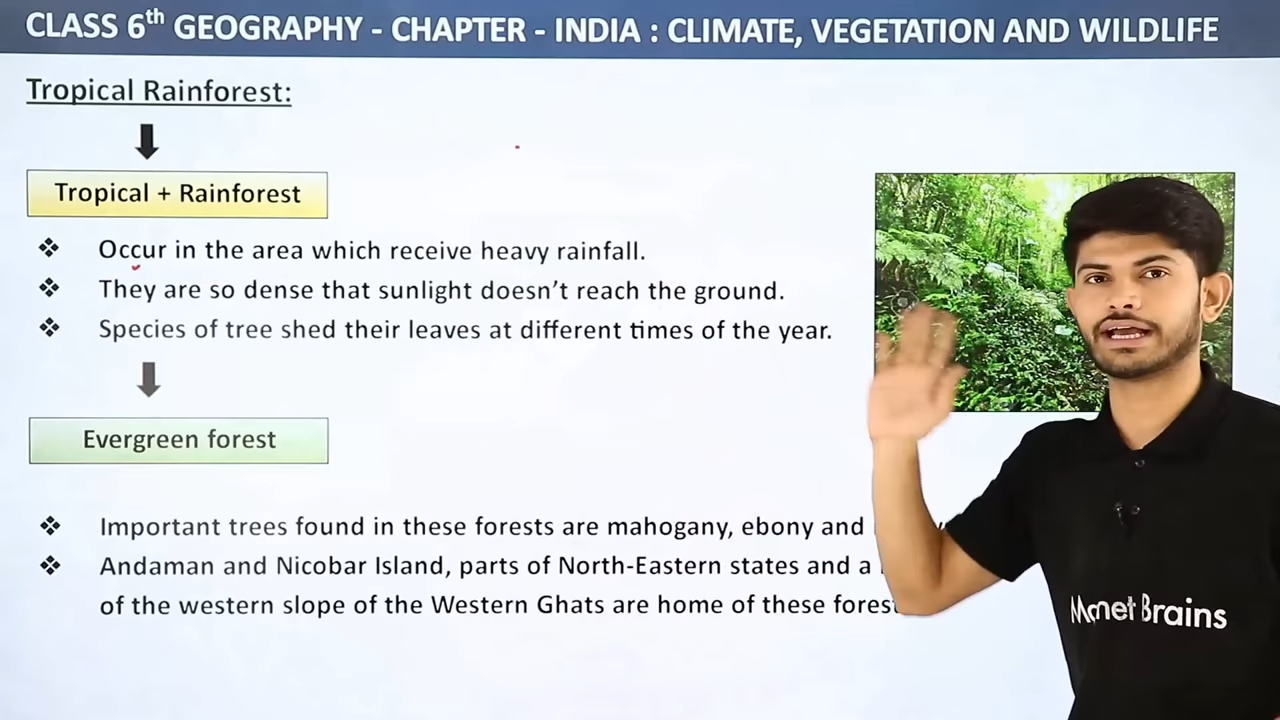 CLASS 6th GEOGRAPHY - CHAPTER - INDIA : CLIMATE, VEGETATION AND WILDLIFE
Tropical Rainforest:
Tropical + Rainforest
❖ Occur in the area which receive heavy rainfall.
❖ They are so dense that sunlight doesn't reach the ground.
❖ Species of tree shed their leaves at different times of the year.
Evergreen forest
❖ Important trees found in these forests are mahogany, ebony and
❖ Andaman and Nicobar Island, parts of North-Eastern states and a
of the western slope of the Western Ghats are home of these
Magnet Brains